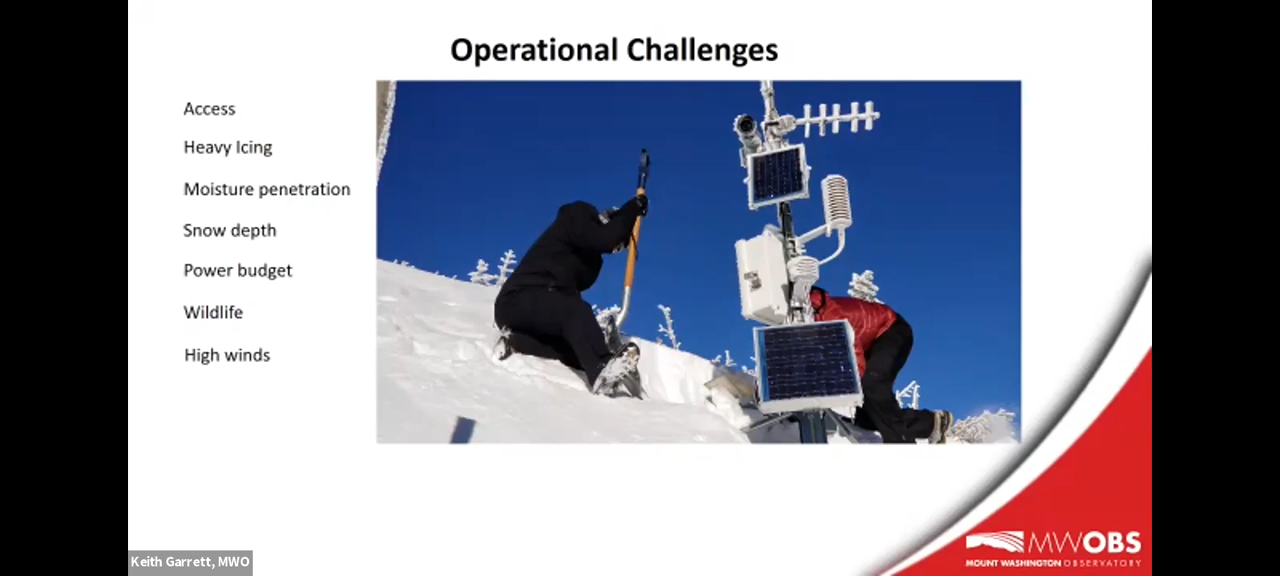 Operational Challenges
Access
Heavy Icing
Moisture penetration
Snow depth
Power budget
Wildlife
High winds
Keith Garrett, MWO
MWOBS
MOUNT WASHINGTON OBSERVATORY